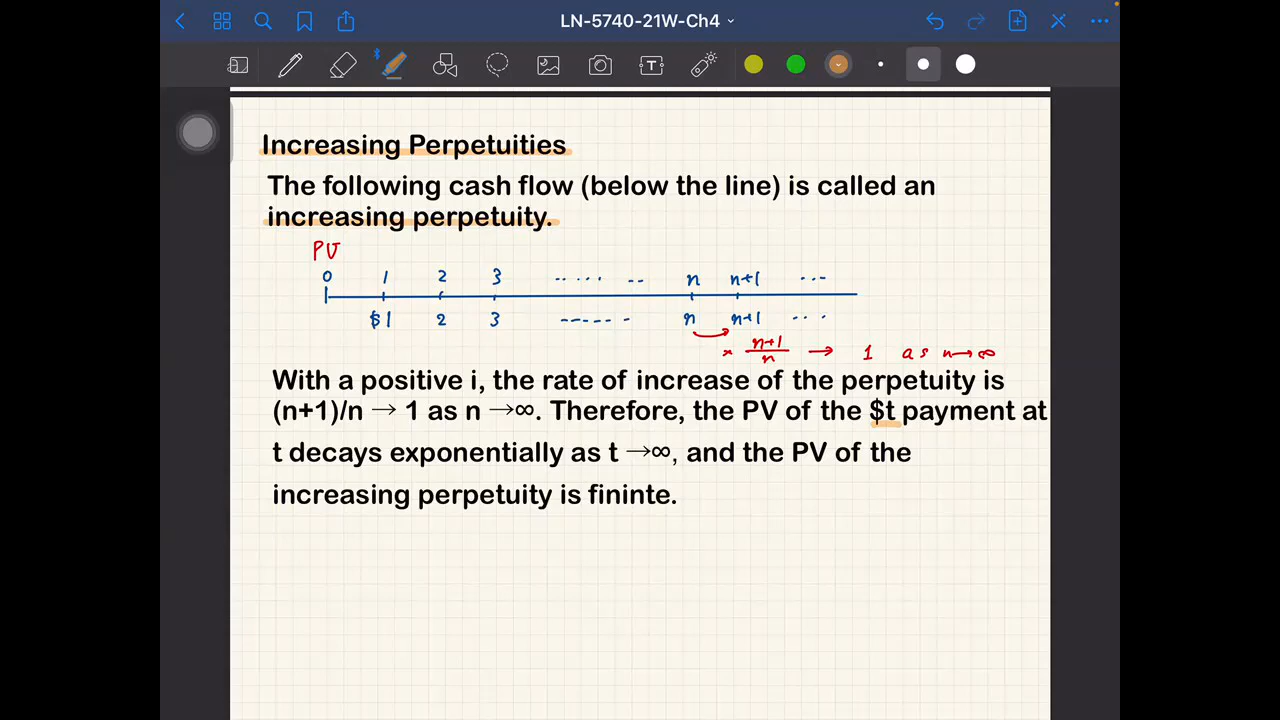 LN-5740-21W-Ch4
Increasing Perpetuities
The following cash flow (below the line) is called an
increasing perpetuity.
PV
0 1 2 3 ····· ·· n n+1 ···
$1 2 3 ------ · n n+1 ···
× (n+1)/n → 1 as n→∞
With a positive i, the rate of increase of the perpetuity is
(n+1)/n → 1 as n →∞. Therefore, the PV of the $t payment at
t decays exponentially as t →∞, and the PV of the
increasing perpetuity is fininte.